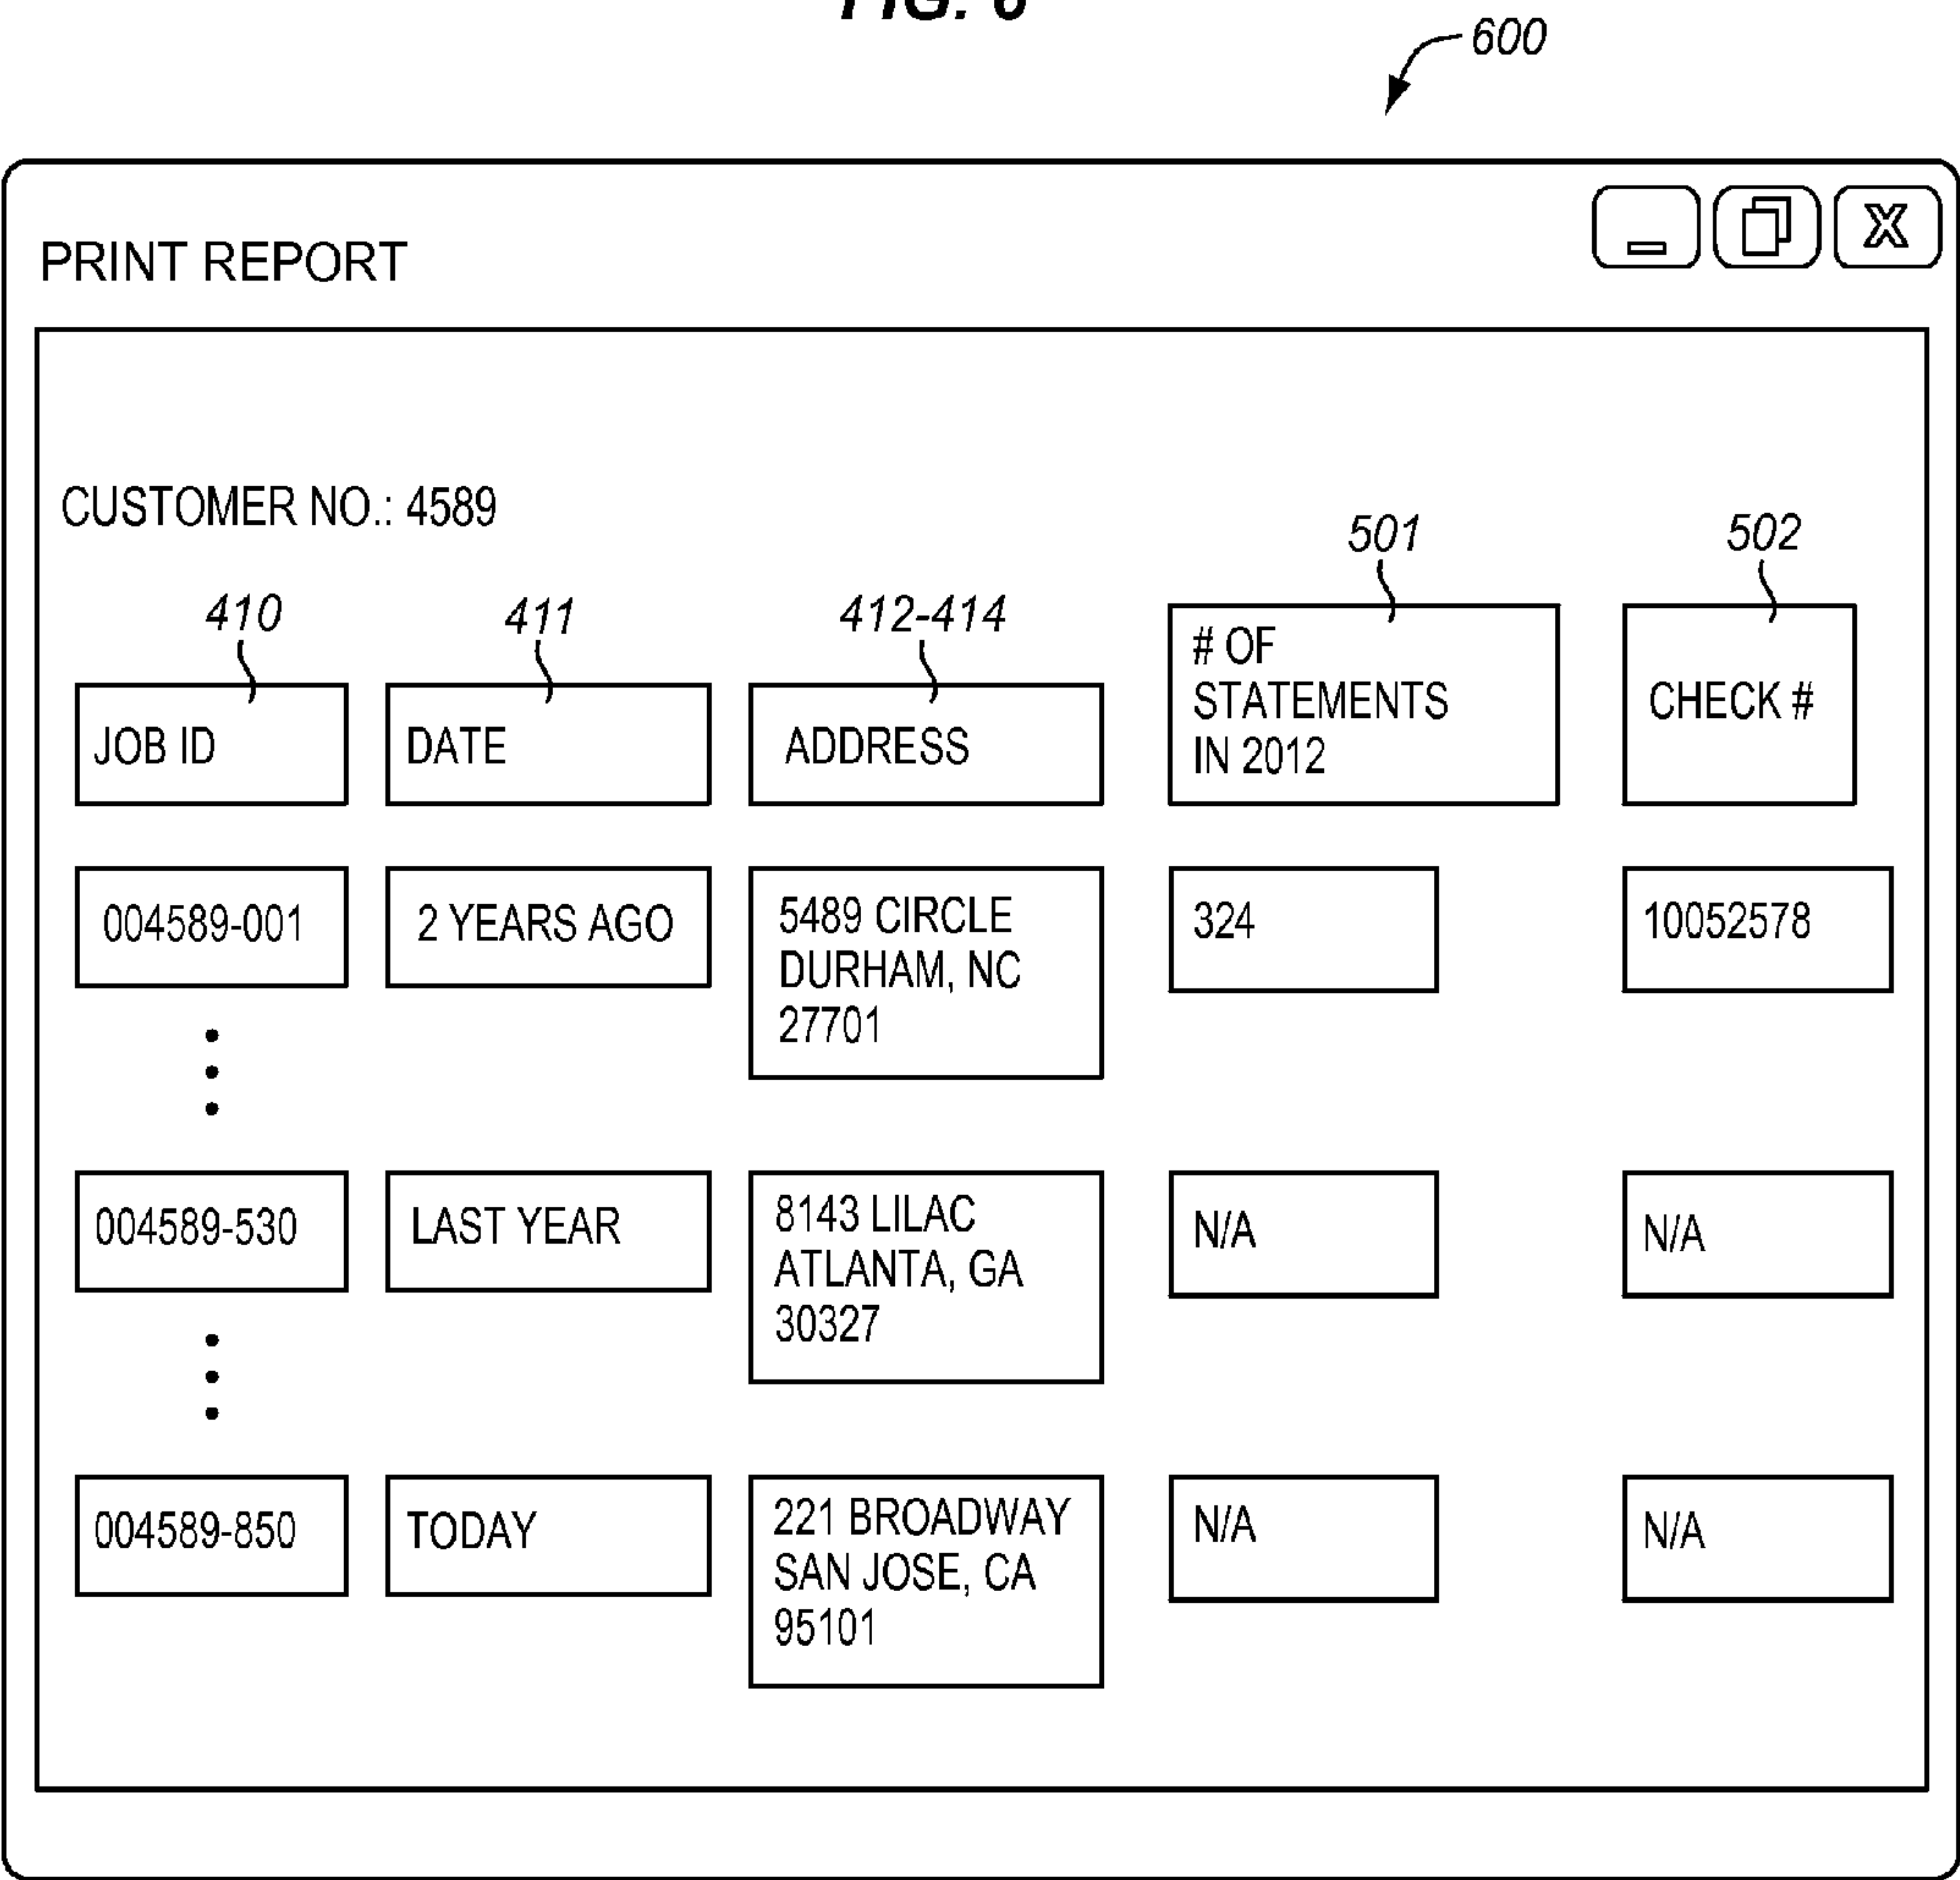 FIG. 6
600
PRINT REPORT
X
CUSTOMER NO.: 4589
410
411
412-414
501
502
JOB ID
DATE
ADDRESS
# OF
STATEMENTS
IN 2012
CHECK #
004589-001
2 YEARS AGO
5489 CIRCLE
DURHAM, NC
27701
324
10052578
004589-530
LAST YEAR
8143 LILAC
ATLANTA, GA
30327
N/A
N/A
004589-850
TODAY
221 BROADWAY
SAN JOSE, CA
95101
N/A
N/A